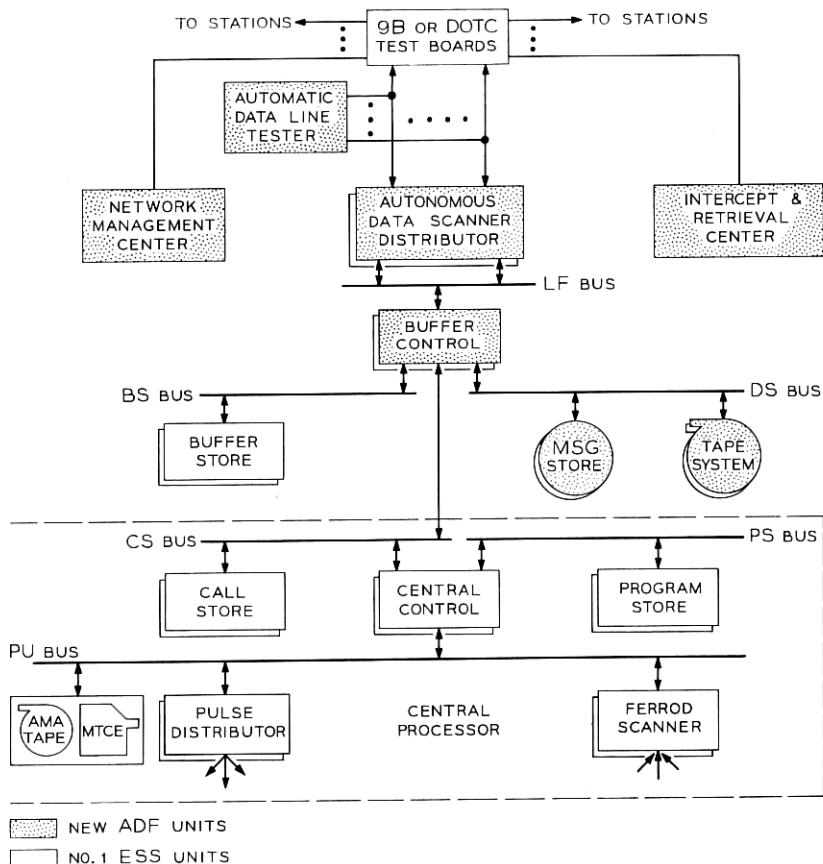 TO STATIONS
9B OR DOTC
TEST BOARDS
TO STATIONS
AUTOMATIC
DATA LINE
TESTER
NETWORK
MANAGEMENT
CENTER
AUTONOMOUS
DATA SCANNER
DISTRIBUTOR
INTERCEPT &
RETRIEVAL
CENTER
LF BUS
BUFFER
CONTROL
BS BUS
DS BUS
BUFFER
STORE
MSG
STORE
TAPE
SYSTEM
CS BUS
PS BUS
CALL
STORE
CENTRAL
CONTROL
PROGRAM
STORE
PU BUS
AMA
TAPE
MTCE
PULSE
DISTRIBUTOR
CENTRAL
PROCESSOR
FERROD
SCANNER
NEW ADF UNITS
NO. 1 ESS UNITS